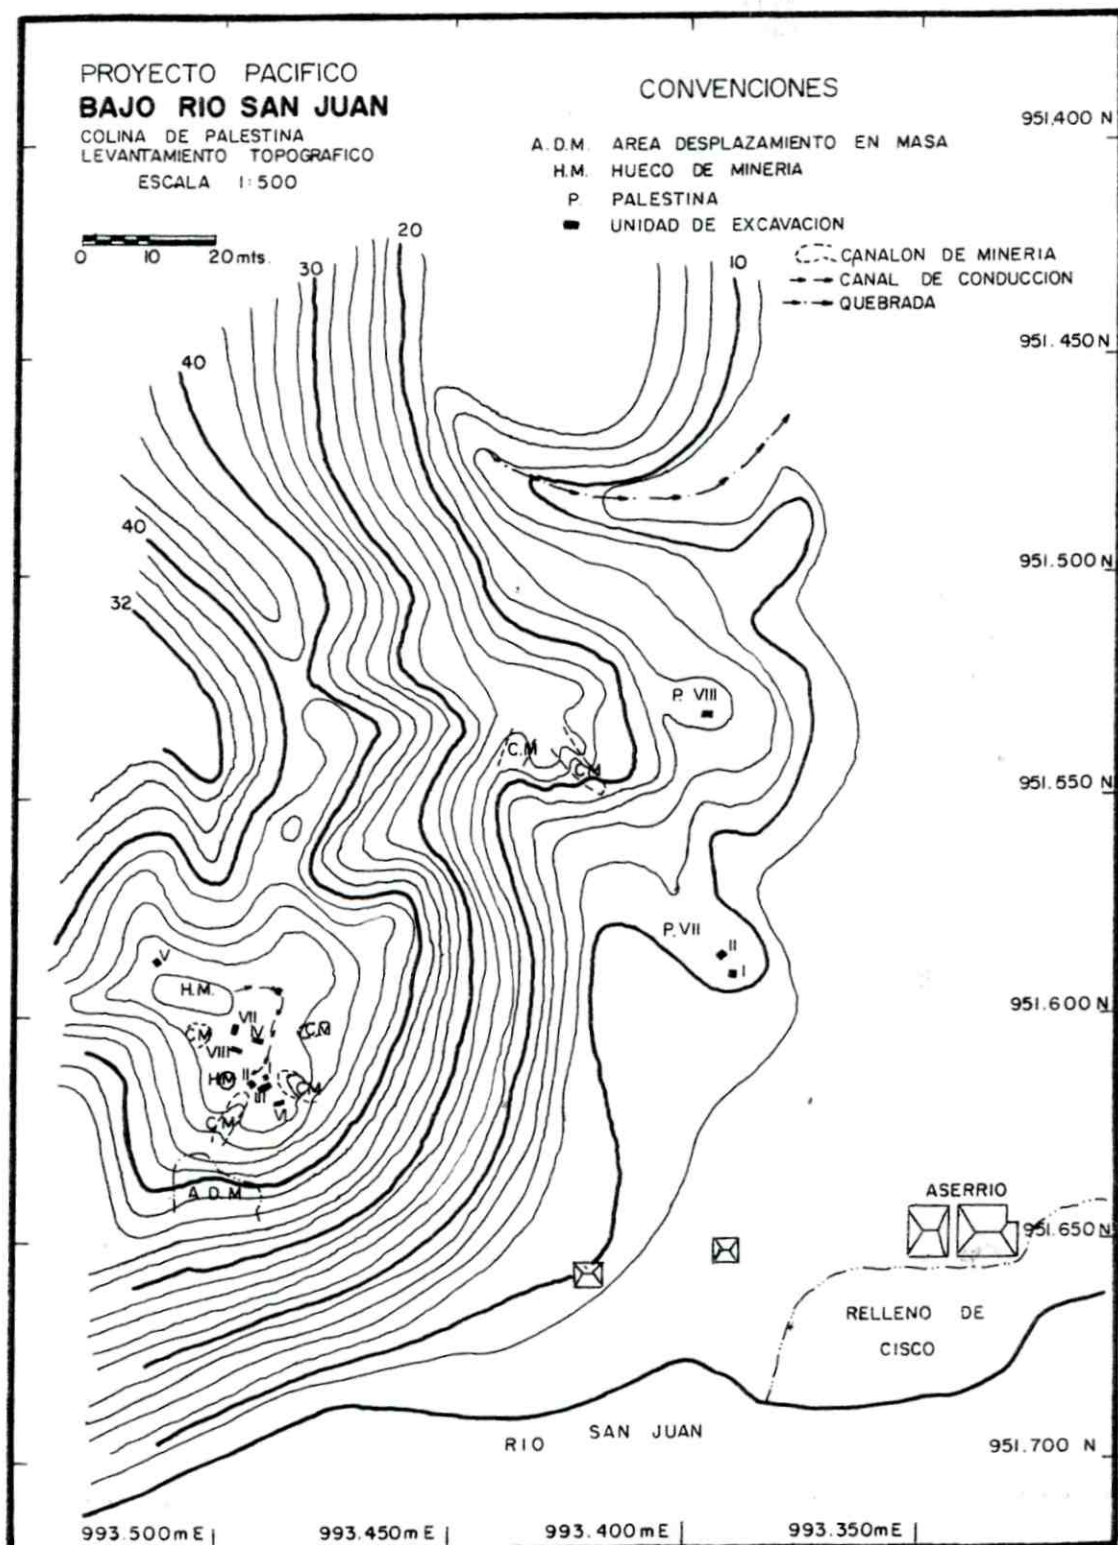 PROYECTO PACIFICO
BAJO RIO SAN JUAN
COLINA DE PALESTINA
LEVANTAMIENTO TOPOGRAFICO
ESCALA 1:500
0 10 20 mts.
CONVENCIONES
A.D.M. AREA DESPLAZAMIENTO EN MASA
H.M. HUECO DE MINERIA
P. PALESTINA
UNIDAD DE EXCAVACION
CANALON DE MINERIA
CANAL DE CONDUCCION
QUEBRADA
951.400 N
951.450 N
951.500 N
951.550 N
951.600 N
951.650 N
951.700 N
20
30
10
40
40
32
P. VIII
C.M
C.M
P. VII
II
I
V
H.M.
VII
C.M
IV
C.M
VIII
H.M
II
I
III
C.M
VI
C.M
A.D.M
ASERRIO
RELLENO DE
CISCO
RIO SAN JUAN
993.500mE
993.450mE
993.400mE
993.350mE